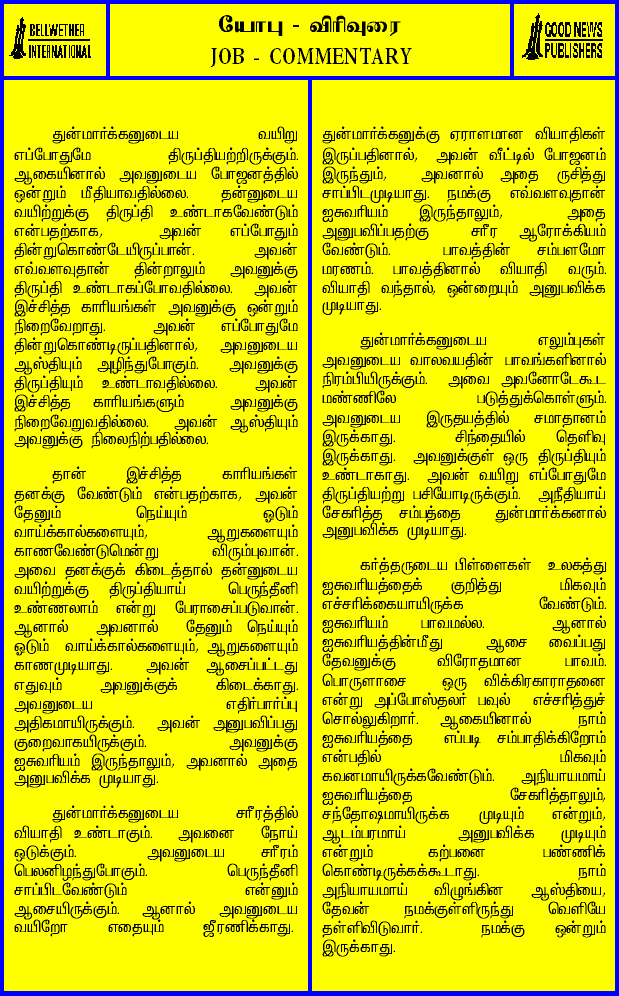 BELLWETHER
INTERNATIONAL
யோபு - விரிவுரை
JOB - COMMENTARY
GOOD NEWS
PUBLISHERS
துன்மார்க்கனுடைய வயிறு
எப்போதுமே திருப்தியற்றிருக்கும்.
ஆகையினால் அவனுடைய போஜனத்தில்
ஒன்றும் மீதியாவதில்லை. தன்னுடைய
வயிற்றுக்கு திருப்தி உண்டாகவேண்டும்
என்பதற்காக, அவன் எப்போதும்
தின்றுகொண்டேயிருப்பான். அவன்
எவ்வளவுதான் தின்றாலும் அவனுக்கு
திருப்தி உண்டாகப்போவதில்லை. அவன்
இச்சித்த காரியங்கள் அவனுக்கு ஒன்றும்
நிறைவேறாது. அவன் எப்போதுமே
தின்றுகொண்டிருப்பதினால், அவனுடைய
ஆஸ்தியும் அழிந்துபோகும். அவனுக்கு
திருப்தியும் உண்டாவதில்லை. அவன்
இச்சித்த காரியங்களும் அவனுக்கு
நிறைவேறுவதில்லை. அவன் ஆஸ்தியும்
அவனுக்கு நிலைநிற்பதில்லை.
தான் இச்சித்த காரியங்கள்
தனக்கு வேண்டும் என்பதற்காக, அவன்
தேனும் நெய்யும் ஓடும்
வாய்க்கால்களையும், ஆறுகளையும்
காணவேண்டுமென்று விரும்புவான்.
அவை தனக்குக் கிடைத்தால் தன்னுடைய
வயிற்றுக்கு திருப்தியாய் பெருந்தீனி
உண்ணலாம் என்று பேராசைப்படுவான்.
ஆனால் அவனால் தேனும் நெய்யும்
ஓடும் வாய்க்கால்களையும், ஆறுகளையும்
காணமுடியாது. அவன் ஆசைப்பட்டது
எதுவும் அவனுக்குக் கிடைக்காது.
அவனுடைய எதிர்பார்ப்பு
அதிகமாயிருக்கும். அவன் அனுபவிப்பது
குறைவாகயிருக்கும். அவனுக்கு
ஐசுவரியம் இருந்தாலும், அவனால் அதை
அனுபவிக்க முடியாது.
துன்மார்க்கனுடைய சரீரத்தில்
வியாதி உண்டாகும். அவனை நோய்
ஒடுக்கும். அவனுடைய சரீரம்
பெலனிழந்துபோகும். பெருந்தீனி
சாப்பிடவேண்டும் என்னும்
ஆசையிருக்கும். ஆனால் அவனுடைய
வயிறோ எதையும் ஜீரணிக்காது.
துன்மார்க்கனுக்கு ஏராளமான வியாதிகள்
இருப்பதினால், அவன் வீட்டில் போஜனம்
இருந்தும், அவனால் அதை ருசித்து
சாப்பிடமுடியாது. நமக்கு எவ்வளவுதான்
ஐசுவரியம் இருந்தாலும், அதை
அனுபவிப்பதற்கு சரீர ஆரோக்கியம்
வேண்டும். பாவத்தின் சம்பளமோ
மரணம். பாவத்தினால் வியாதி வரும்.
வியாதி வந்தால், ஒன்றையும் அனுபவிக்க
முடியாது.
துன்மார்க்கனுடைய எலும்புகள்
அவனுடைய வாலவயதின் பாவங்களினால்
நிரம்பியிருக்கும். அவை அவனோடேகூட
மண்ணிலே படுத்துக்கொள்ளும்.
அவனுடைய இருதயத்தில் சமாதானம்
இருக்காது. சிந்தையில் தெளிவு
இருக்காது. அவனுக்குள் ஒரு திருப்தியும்
உண்டாகாது. அவன் வயிறு எப்போதுமே
திருப்தியற்று பசியோடிருக்கும். அநீதியாய்
சேகரித்த சம்பத்தை துன்மார்க்கனால்
அனுபவிக்க முடியாது.
கர்த்தருடைய பிள்ளைகள் உலகத்து
ஐசுவரியத்தைக் குறித்து மிகவும்
எச்சரிக்கையாயிருக்க வேண்டும்.
ஐசுவரியம் பாவமல்ல. ஆனால்
ஐசுவரியத்தின்மீது ஆசை வைப்பது
தேவனுக்கு விரோதமான பாவம்.
பொருளாசை ஒரு விக்கிரகாராதனை
என்று அப்போஸ்தலர் பவுல் எச்சரித்துச்
சொல்லுகிறார். ஆகையினால் நாம்
ஐசுவரியத்தை எப்படி சம்பாதிக்கிறோம்
என்பதில் மிகவும்
கவனமாயிருக்கவேண்டும். அநியாயமாய்
ஐசுவரியத்தை சேகரித்தாலும்,
சந்தோஷமாயிருக்க முடியும் என்றும்,
ஆடம்பரமாய் அனுபவிக்க முடியும்
என்றும் கற்பனை பண்ணிக்
கொண்டிருக்கக்கூடாது. நாம்
அநியாயமாய் விழுங்கின ஆஸ்தியை,
தேவன் நமக்குள்ளிருந்து வெளியே
தள்ளிவிடுவார். நமக்கு ஒன்றும்
இருக்காது.